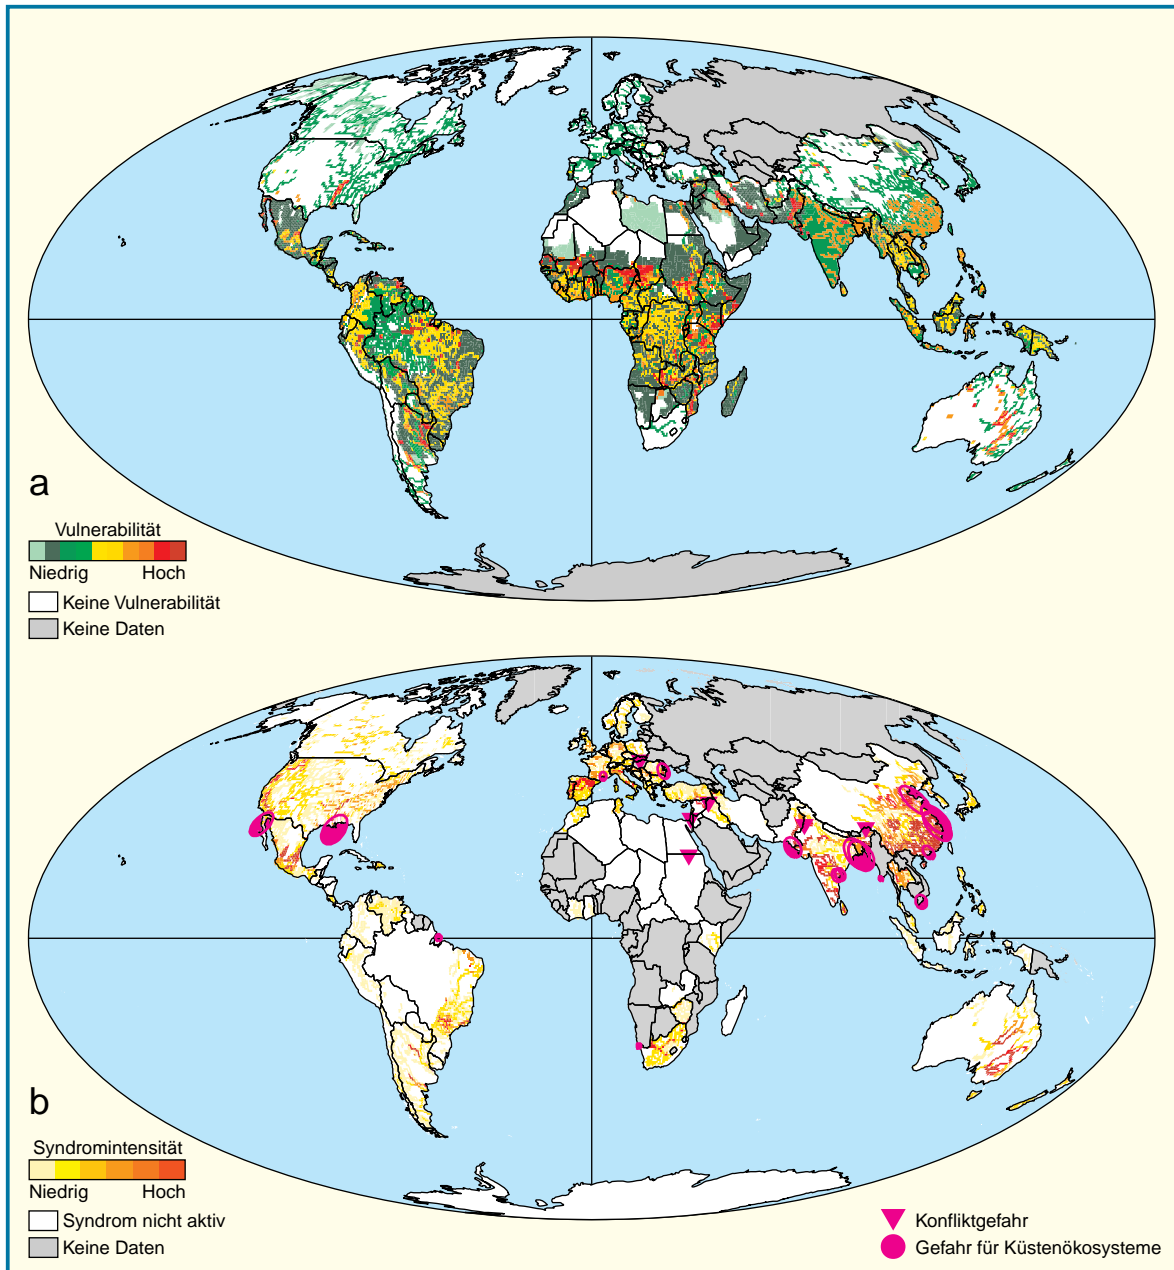 a
Vulnerabilität
Niedrig Hoch
Keine Vulnerabilität
Keine Daten
b
Syndromintensität
Niedrig Hoch
Syndrom nicht aktiv
Keine Daten
Konfliktgefahr
Gefahr für Küstenökosysteme